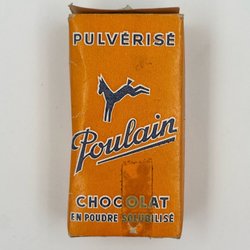 PULVÉRISÉ
Poulain
CHOCOLAT
EN POUDRE SOLUBILISÉ